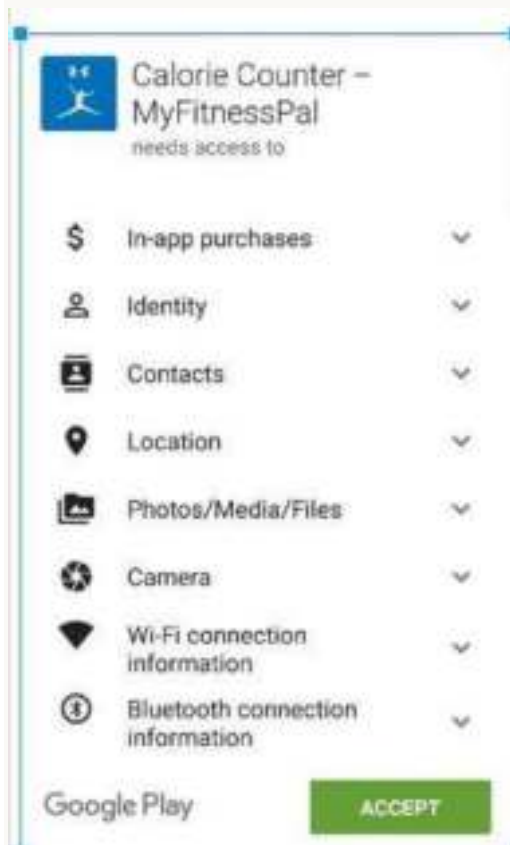 Calorie Counter –
MyFitnessPal
needs access to
$ In-app purchases
Identity
Contacts
Location
Photos/Media/Files
Camera
Wi-Fi connection
information
Bluetooth connection
information
Google Play
ACCEPT